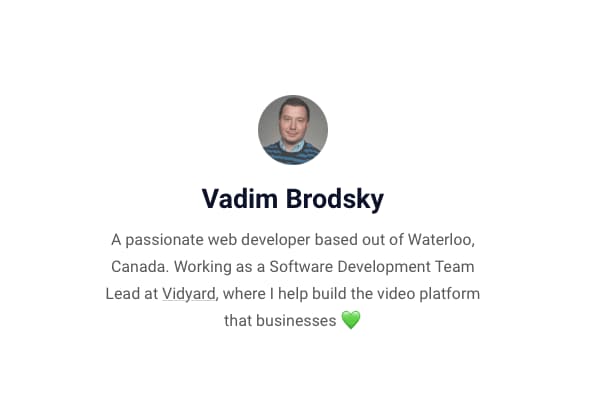 Vadim Brodsky
A passionate web developer based out of Waterloo,
Canada. Working as a Software Development Team
Lead at Vidyard, where I help build the video platform
that businesses 💚